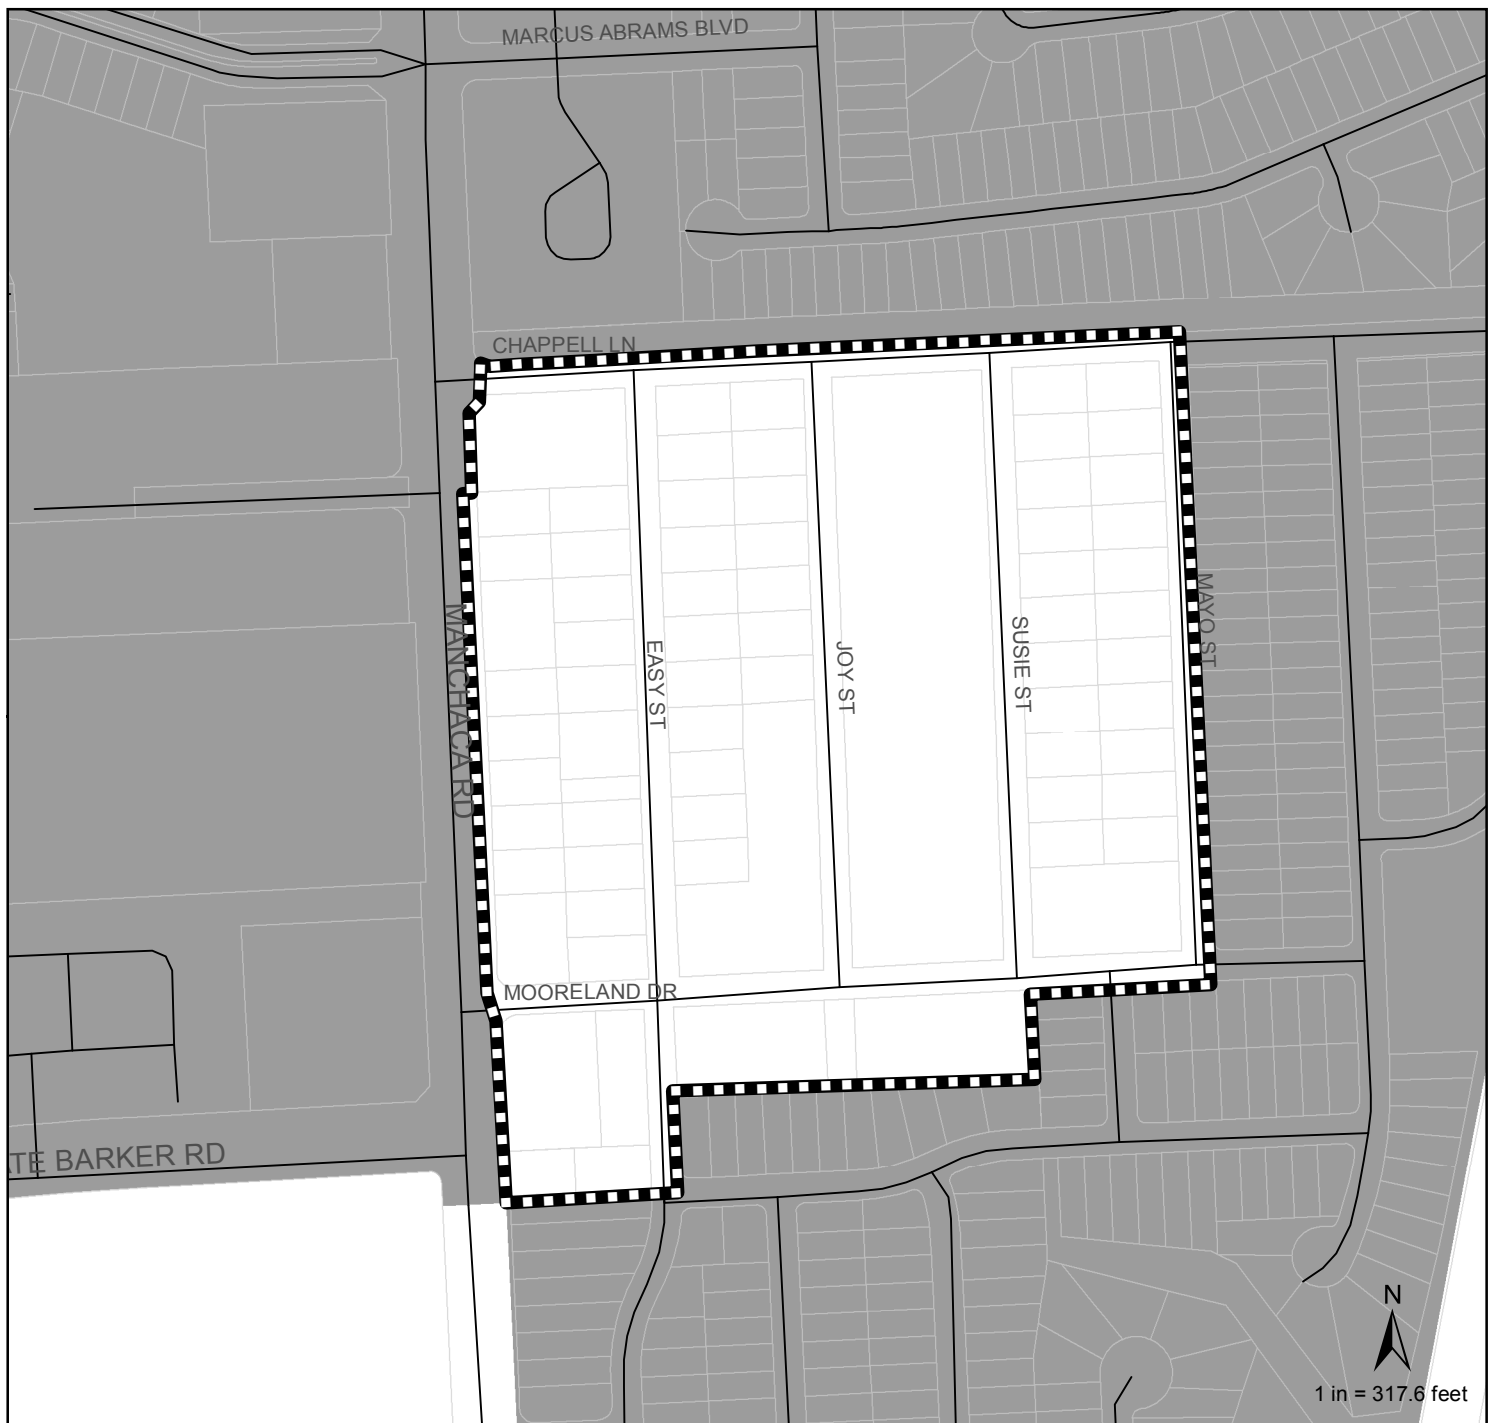 MARCUS ABRAMS BLVD
CHAPPELL LN
MANCHACA RD
EASY ST
JOY ST
SUSIE ST
MAYO ST
MOORELAND DR
TE BARKER RD
N
1 in = 317.6 feet